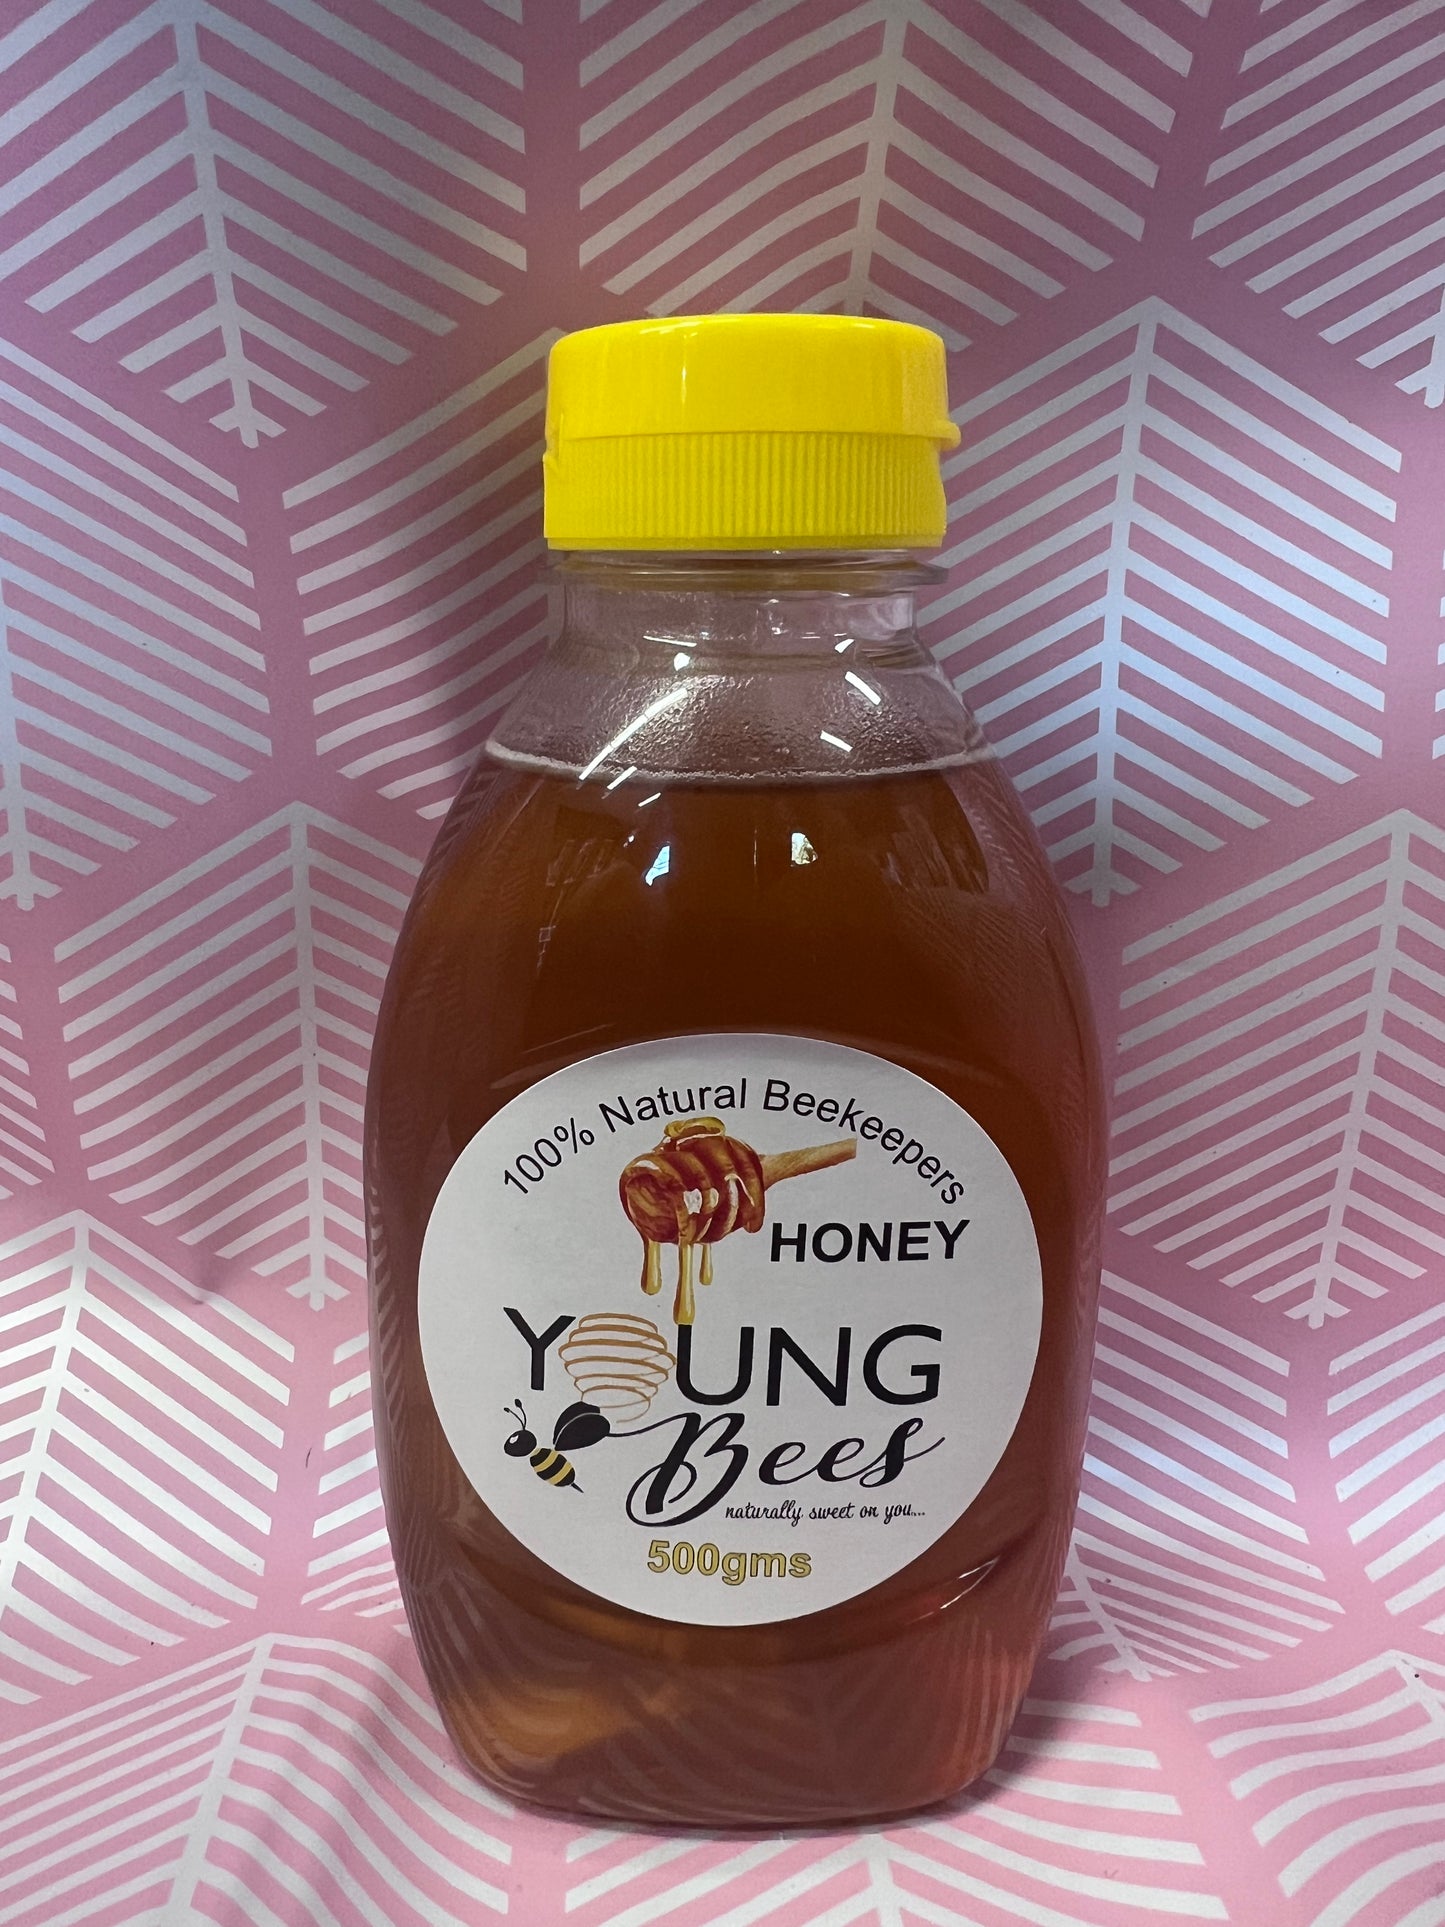 100% Natural Beekeepers
HONEY
YOUNG
Bees
naturally sweet on you....
500gms